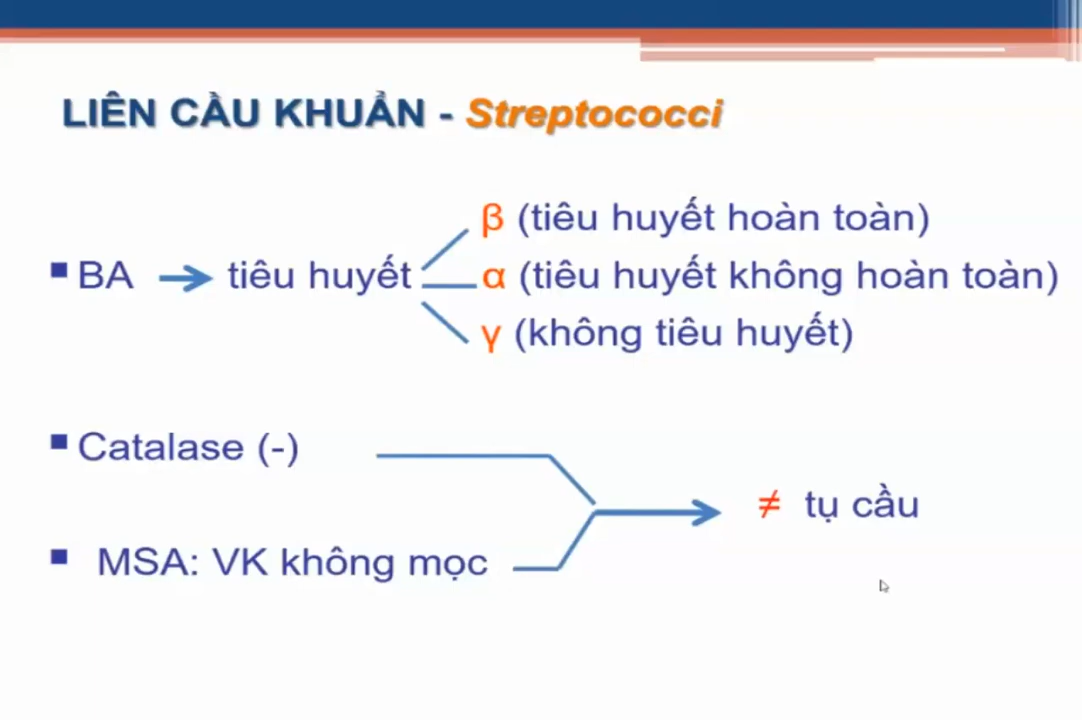 LIÊN CẦU KHUẨN - Streptococci
β (tiêu huyết hoàn toàn)
▪ BA → tiêu huyết α (tiêu huyết không hoàn toàn)
γ (không tiêu huyết)
▪ Catalase (-)
≠ tụ cầu
▪ MSA: VK không mọc